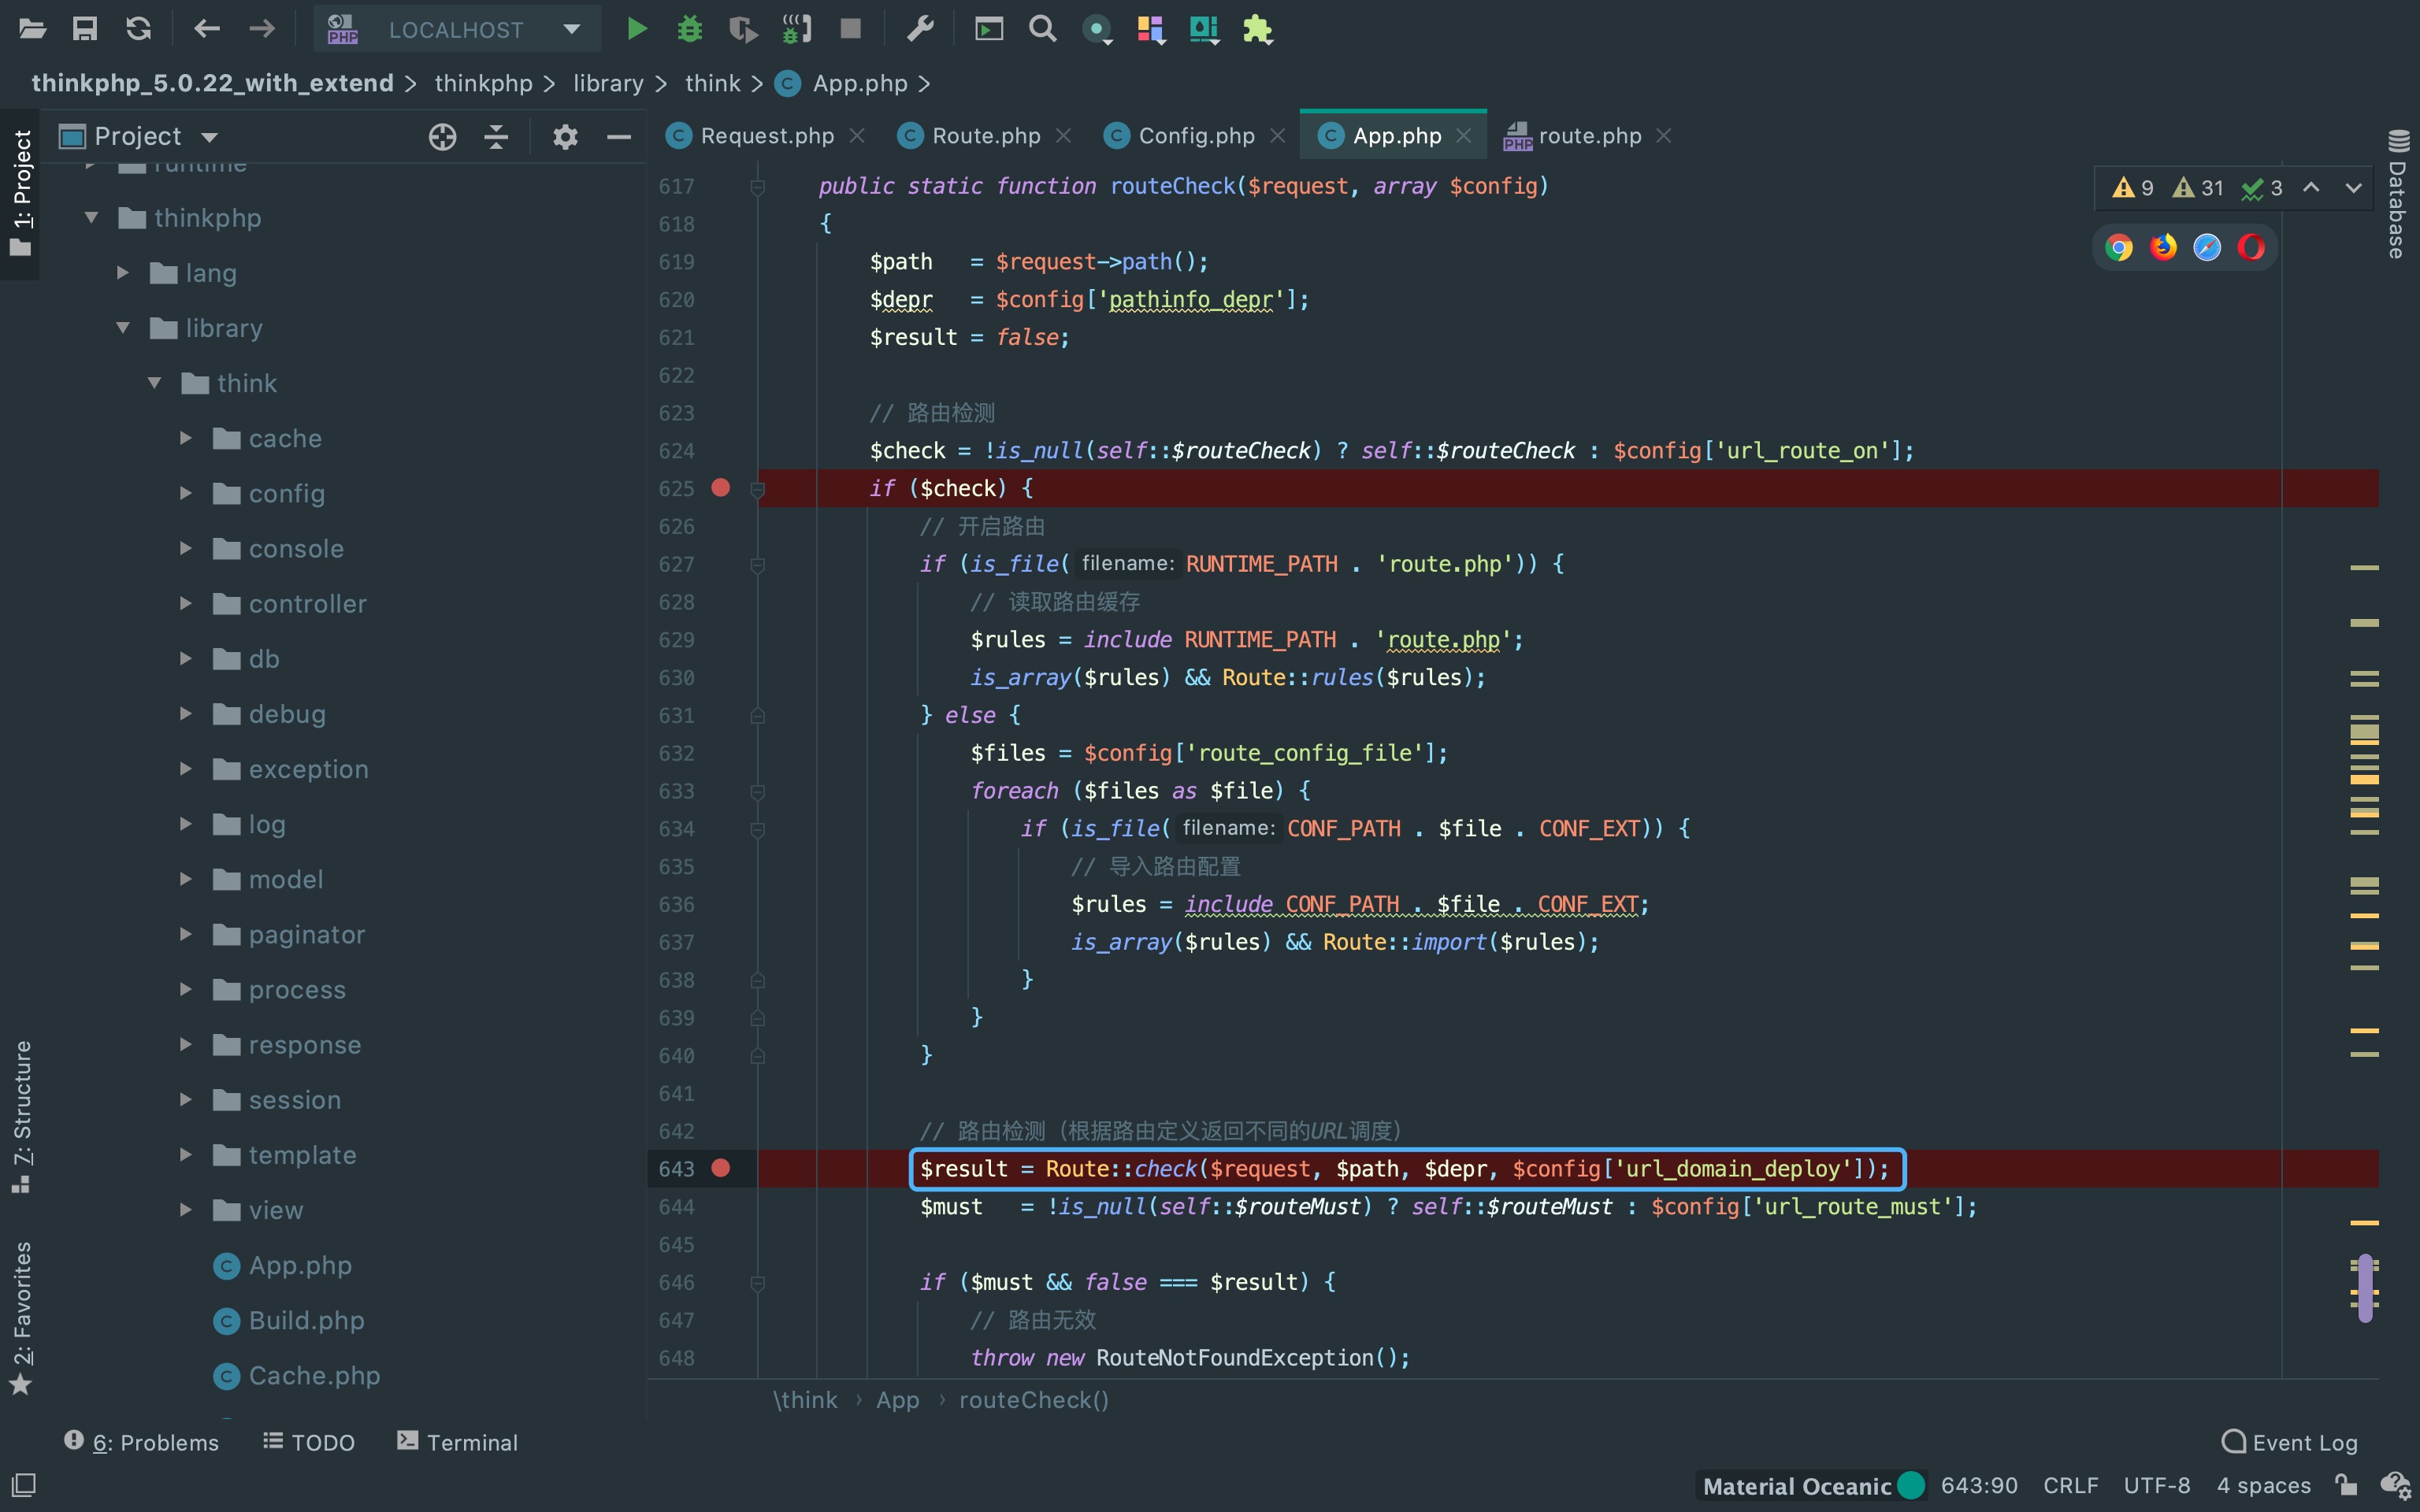 LOCALHOST
thinkphp_5.0.22_with_extend > thinkphp > library > think > App.php >
1: Project
Project
Request.php
Route.php
Config.php
App.php
route.php
runtime
thinkphp
lang
library
think
cache
config
console
controller
db
debug
exception
log
model
paginator
process
response
session
template
view
App.php
Build.php
Cache.php
7: Structure
2: Favorites
9 31 3
Database
617 public static function routeCheck($request, array $config)
618 {
619 $path = $request->path();
620 $depr = $config['pathinfo_depr'];
621 $result = false;
622
623 // 路由检测
624 $check = !is_null(self::$routeCheck) ? self::$routeCheck : $config['url_route_on'];
625 if ($check) {
626 // 开启路由
627 if (is_file( filename: RUNTIME_PATH . 'route.php')) {
628 // 读取路由缓存
629 $rules = include RUNTIME_PATH . 'route.php';
630 is_array($rules) && Route::rules($rules);
631 } else {
632 $files = $config['route_config_file'];
633 foreach ($files as $file) {
634 if (is_file( filename: CONF_PATH . $file . CONF_EXT)) {
635 // 导入路由配置
636 $rules = include CONF_PATH . $file . CONF_EXT;
637 is_array($rules) && Route::import($rules);
638 }
639 }
640 }
641
642 // 路由检测（根据路由定义返回不同的URL调度）
643 $result = Route::check($request, $path, $depr, $config['url_domain_deploy']);
644 $must = !is_null(self::$routeMust) ? self::$routeMust : $config['url_route_must'];
645
646 if ($must && false === $result) {
647 // 路由无效
648 throw new RouteNotFoundException();
\think › App › routeCheck()
6: Problems
TODO
Terminal
Event Log
Material Oceanic 643:90 CRLF UTF-8 4 spaces